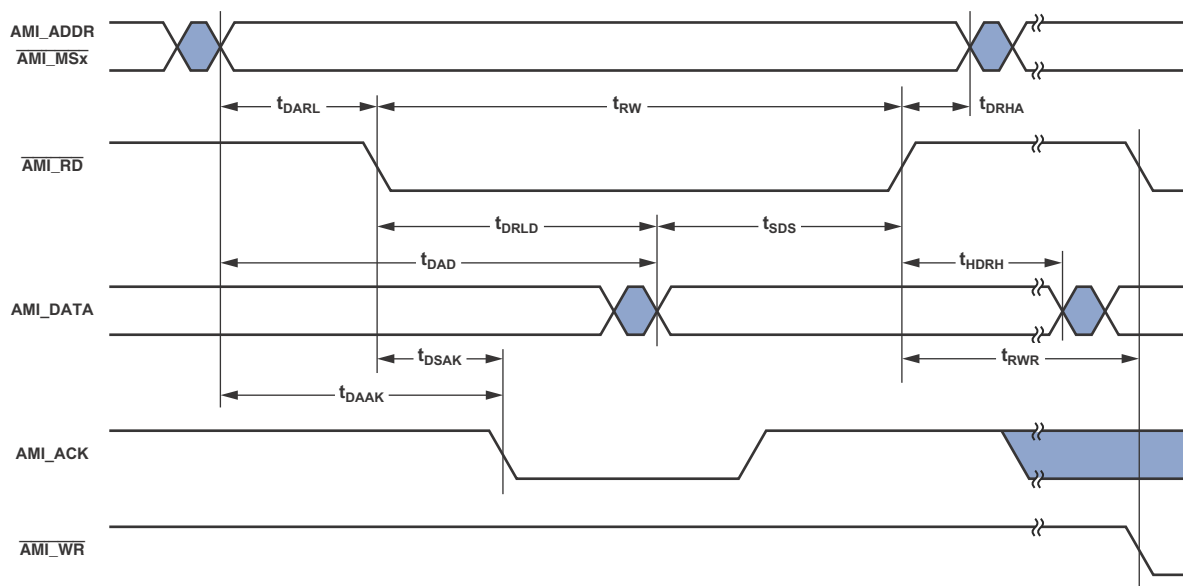 AMI_ADDR
AMI_MSx
tDARL
tRW
tDRHA
AMI_RD
tDRLD
tSDS
tDAD
tHDRH
AMI_DATA
tDSAK
tRWR
tDAAK
AMI_ACK
AMI_WR